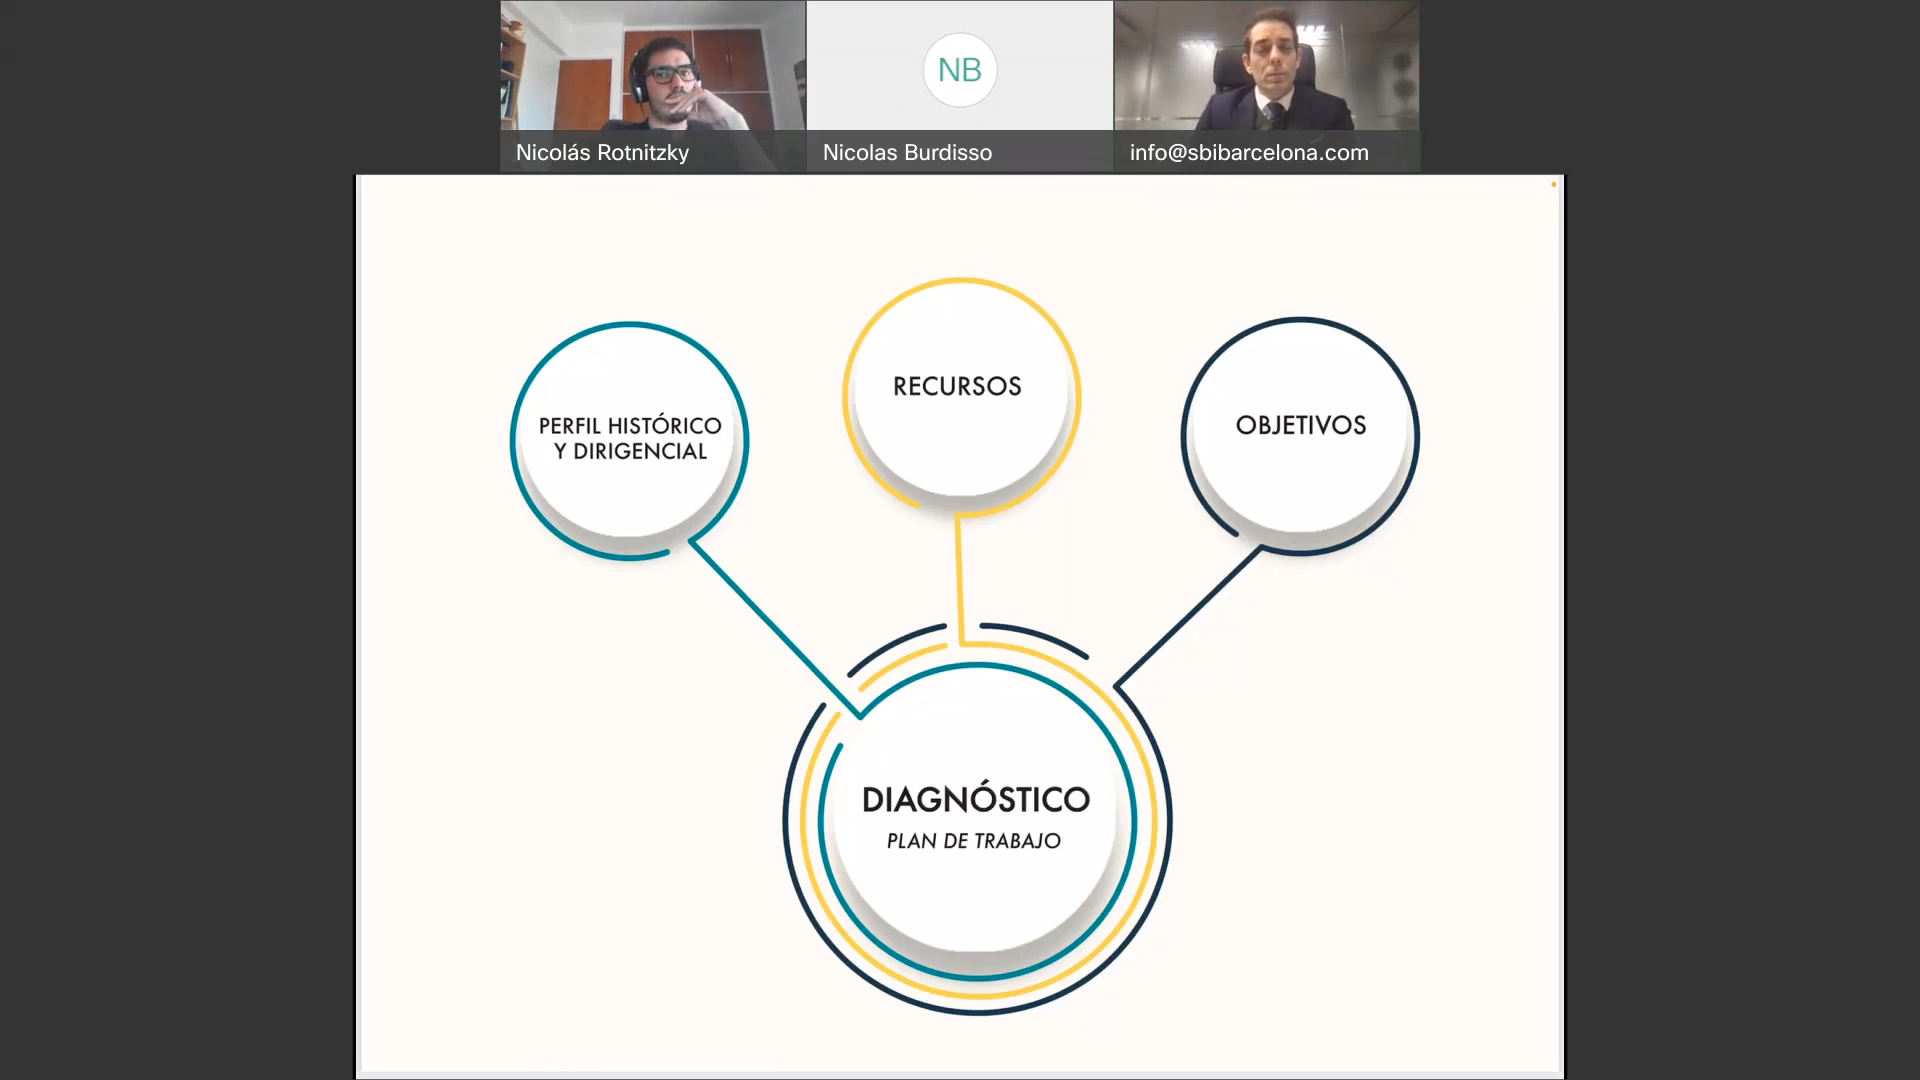 NB
Nicolás Rotnitzky
Nicolas Burdisso
info@sbibarcelona.com
PERFIL HISTÓRICO
Y DIRIGENCIAL
RECURSOS
OBJETIVOS
DIAGNÓSTICO
PLAN DE TRABAJO